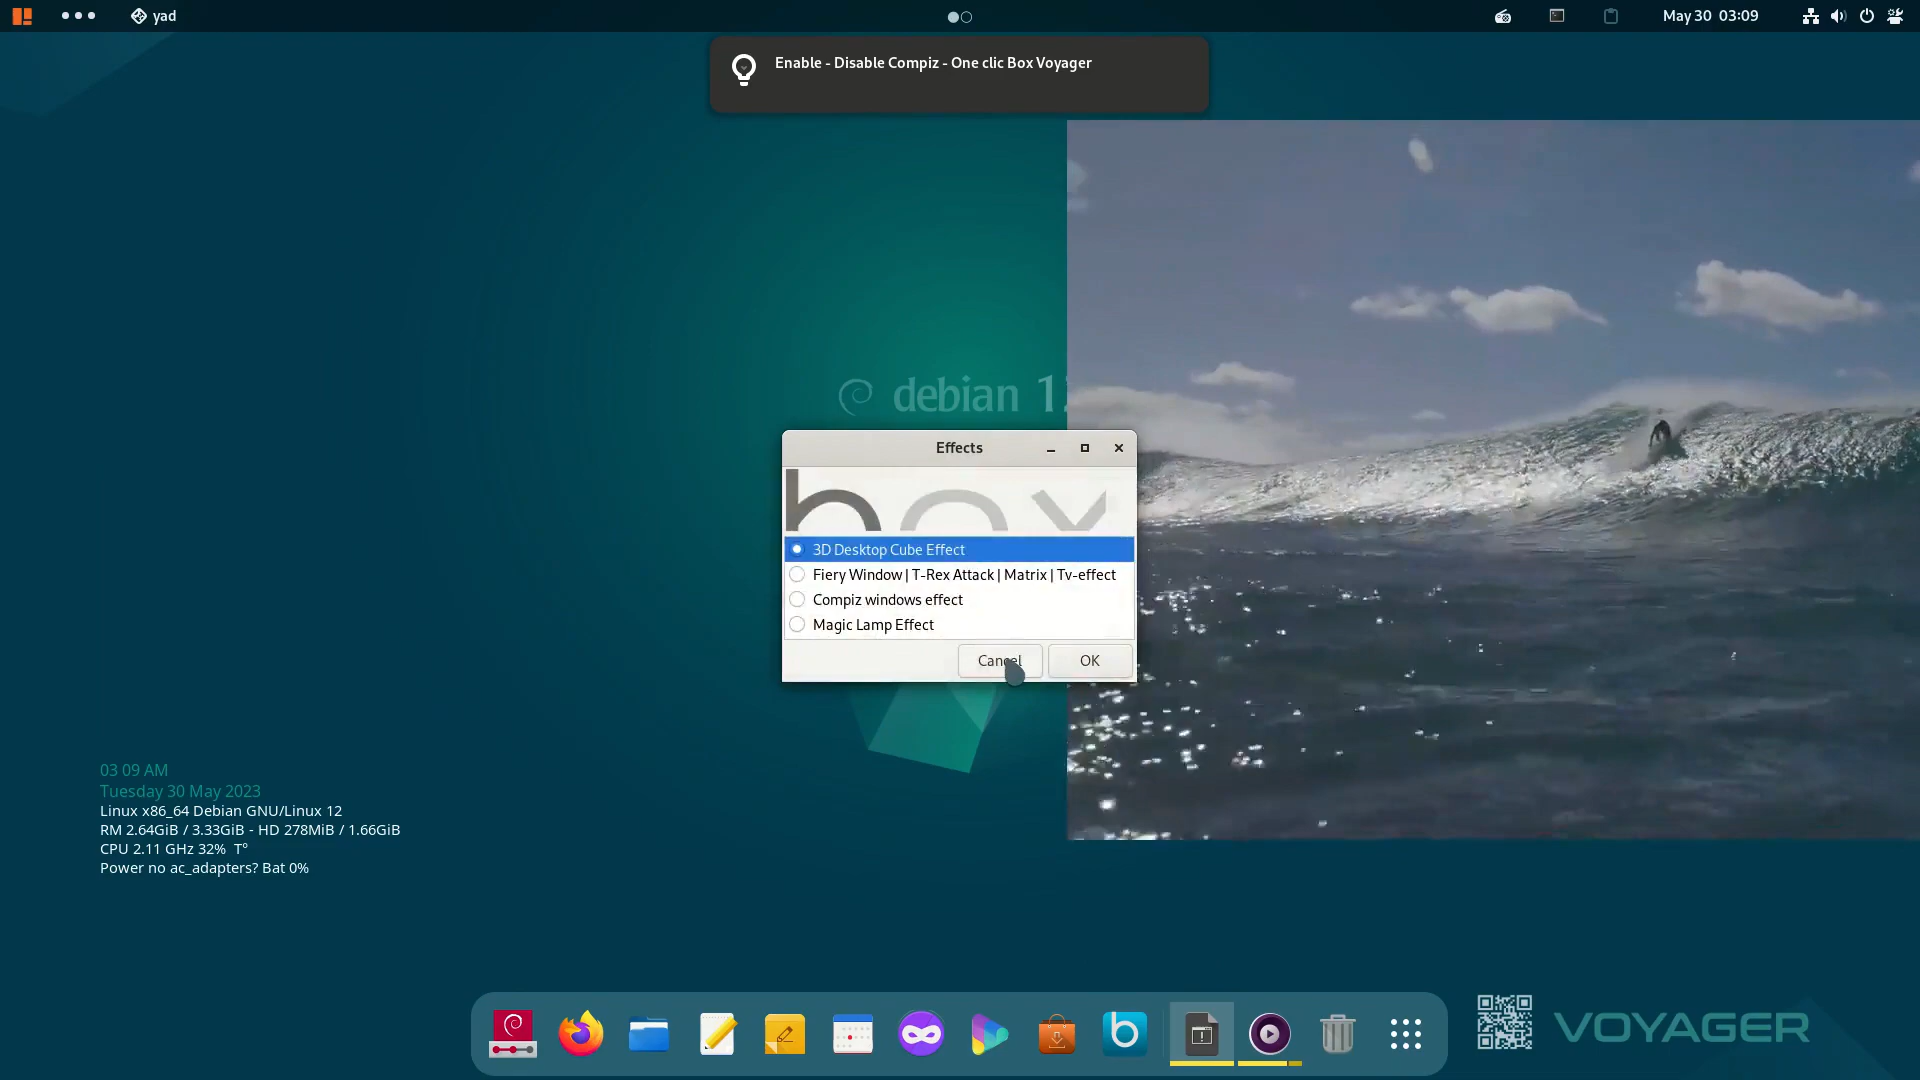 yad
May 30 03:09
Enable - Disable Compiz - One clic Box Voyager
debian 12
Effects
box
3D Desktop Cube Effect
Fiery Window | T-Rex Attack | Matrix | Tv-effect
Compiz windows effect
Magic Lamp Effect
Cancel
OK
03 09 AM
Tuesday 30 May 2023
Linux x86_64 Debian GNU/Linux 12
RM 2.64GiB / 3.33GiB - HD 278MiB / 1.66GiB
CPU 2.11 GHz 32% T°
Power no ac_adapters? Bat 0%
b
VOYAGER